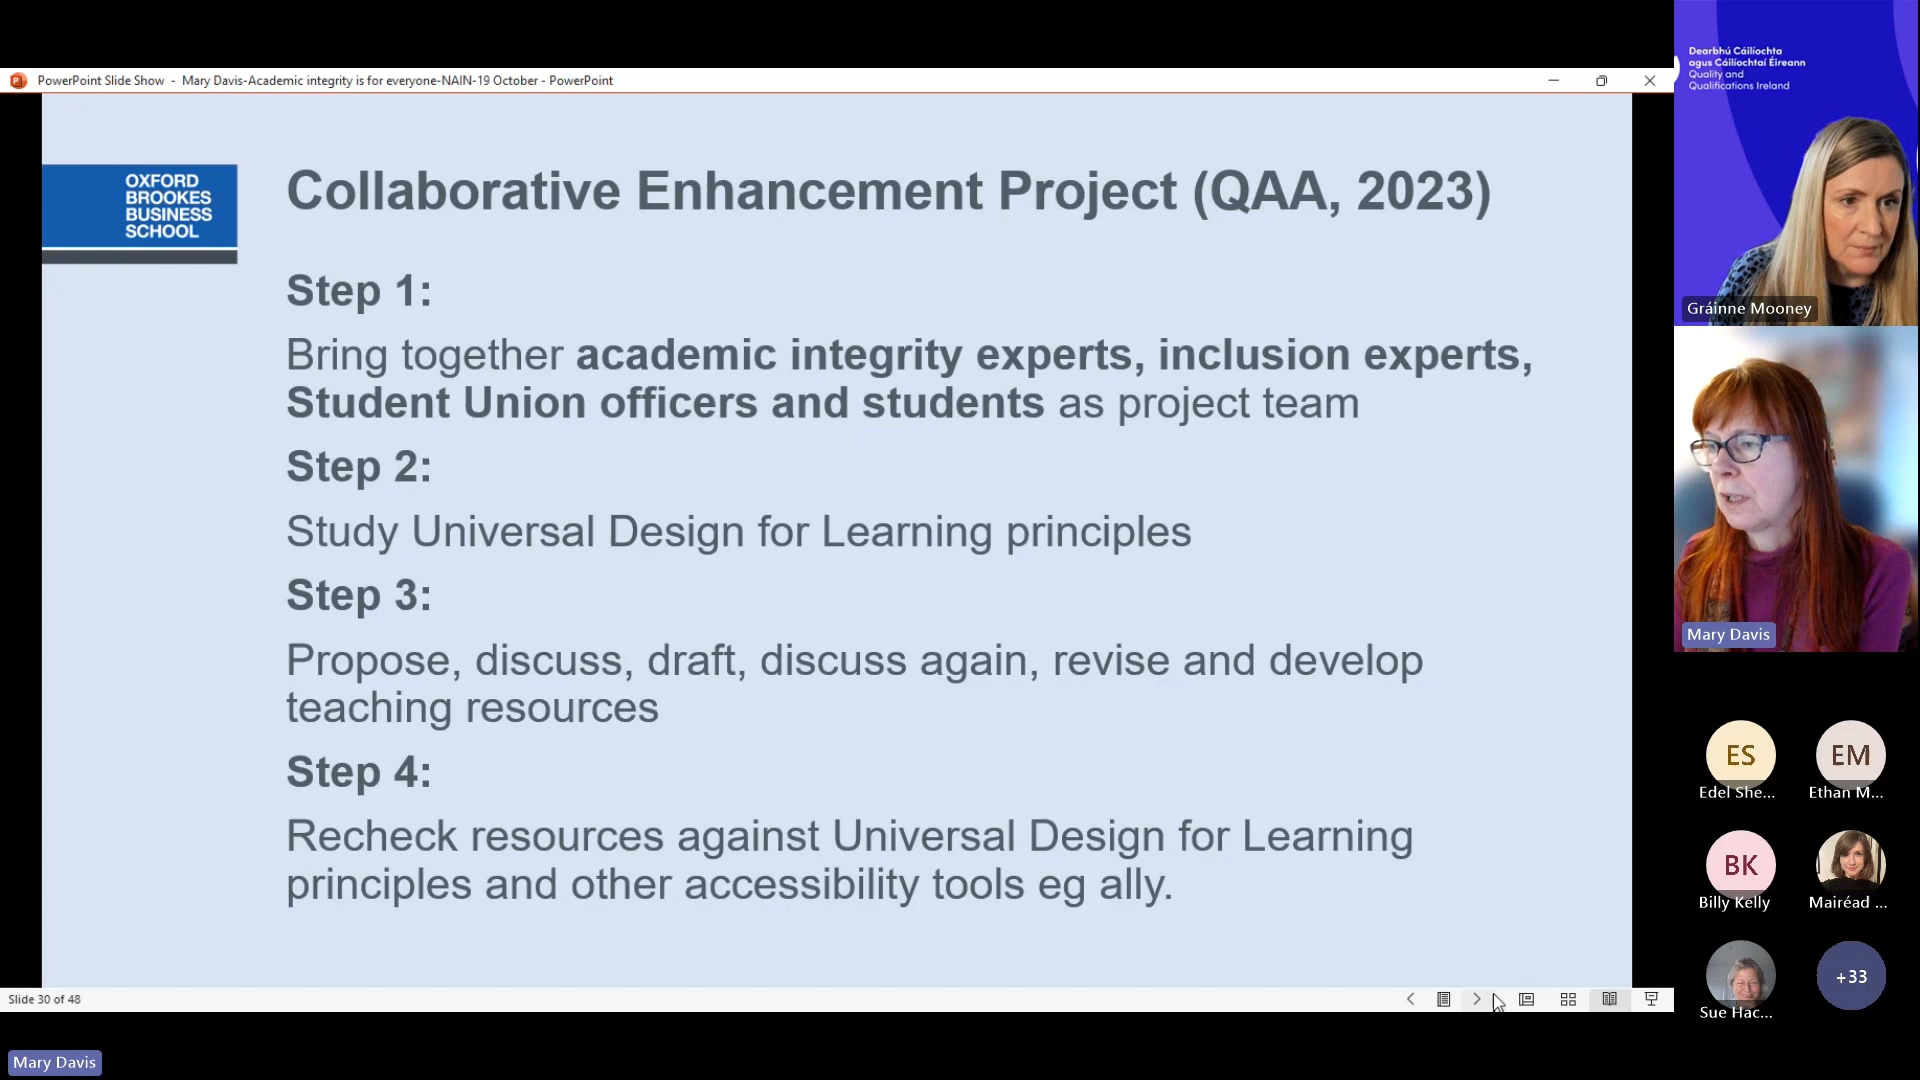 PowerPoint Slide Show - Mary Davis-Academic integrity is for everyone-NAIN-19 October - PowerPoint
OXFORD
BROOKES
BUSINESS
SCHOOL
Collaborative Enhancement Project (QAA, 2023)
Step 1:
Bring together academic integrity experts, inclusion experts,
Student Union officers and students as project team
Step 2:
Study Universal Design for Learning principles
Step 3:
Propose, discuss, draft, discuss again, revise and develop
teaching resources
Step 4:
Recheck resources against Universal Design for Learning
principles and other accessibility tools eg ally.
Slide 30 of 48
Mary Davis
Dearbhú Cáilíochta
agus Cáilíochtaí Éireann
Quality and
Qualifications Ireland
Gráinne Mooney
Mary Davis
ES
Edel She...
EM
Ethan M...
BK
Billy Kelly
Mairéad ...
Sue Hac...
+33